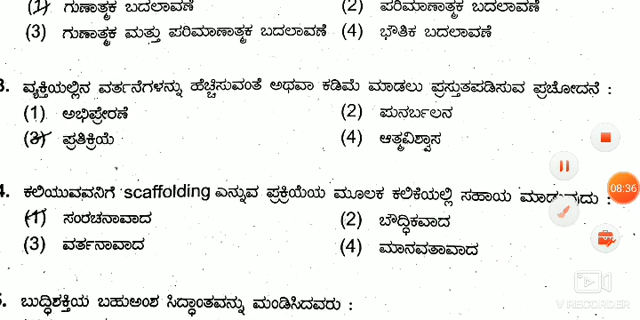 (1) ಗುಣಾತ್ಮಕ ಬದಲಾವಣೆ (2) ಪರಿಮಾಣಾತ್ಮಕ ಬದಲಾವಣೆ
(3) ಗುಣಾತ್ಮಕ ಮತ್ತು ಪರಿಮಾಣಾತ್ಮಕ ಬದಲಾವಣೆ (4) ಭೌತಿಕ ಬದಲಾವಣೆ
3. ವ್ಯಕ್ತಿಯಲ್ಲಿನ ವರ್ತನೆಗಳನ್ನು ಹೆಚ್ಚಿಸುವಂತೆ ಅಥವಾ ಕಡಿಮೆ ಮಾಡಲು ಪ್ರಸ್ತುತಪಡಿಸುವ ಪ್ರಚೋದನೆ :
(1) ಅಭಿಪ್ರೇರಣೆ (2) ಪುನರ್ಬಲನ
(3) ಪ್ರತಿಕ್ರಿಯೆ (4) ಆತ್ಮವಿಶ್ವಾಸ
4. ಕಲಿಯುವವನಿಗೆ scaffolding ಎನ್ನುವ ಪ್ರಕ್ರಿಯೆಯ ಮೂಲಕ ಕಲಿಕೆಯಲ್ಲಿ ಸಹಾಯ ಮಾಡುವುದು :
08:36
(1) ಸಂರಚನಾವಾದ (2) ಬೌದ್ಧಿಕವಾದ
(3) ವರ್ತನಾವಾದ (4) ಮಾನವತಾವಾದ
V RECORDER
. ಬುದ್ಧಿಶಕ್ತಿಯ ಬಹುಅಂಶ ಸಿದ್ಧಾಂತವನ್ನು ಮಂಡಿಸಿದವರು :